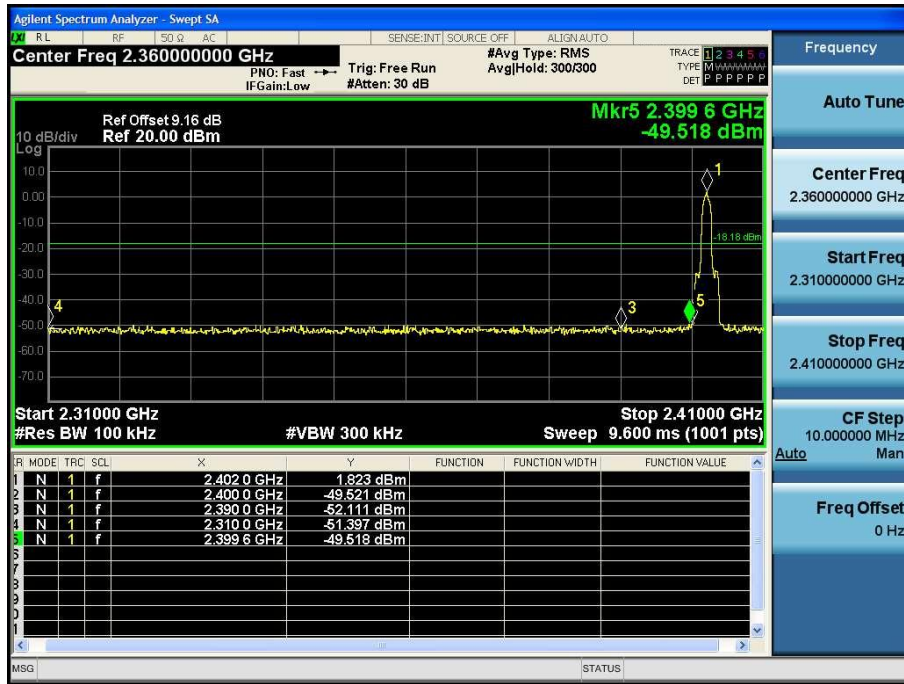 Agilent Spectrum Analyzer - Swept SA
LXI RL RF 50 Ω AC SENSE:INT SOURCE OFF ALIGN AUTO
Center Freq 2.360000000 GHz
PNO: Fast
IFGain:Low
Trig: Free Run
#Atten: 30 dB
#Avg Type: RMS
Avg|Hold: 300/300
TRACE 1 2 3 4 5 6
TYPE M W W W W W
DET P P P P P P
Frequency
Auto Tune
Center Freq
2.360000000 GHz
Start Freq
2.310000000 GHz
Stop Freq
2.410000000 GHz
CF Step
10.000000 MHz
Auto Man
Freq Offset
0 Hz
Mkr5 2.399 6 GHz
-49.518 dBm
Ref Offset 9.16 dB
10 dB/div Ref 20.00 dBm
Log
10.0
0.00
-10.0
-20.0
-30.0
-40.0
-50.0
-60.0
-70.0
1
-18.18 dBm
4
3
5
Start 2.31000 GHz Stop 2.41000 GHz
#Res BW 100 kHz #VBW 300 kHz Sweep 9.600 ms (1001 pts)
MODE TRC SCL X Y FUNCTION FUNCTION WIDTH FUNCTION VALUE
1 N 1 f 2.402 0 GHz 1.823 dBm
2 N 1 f 2.400 0 GHz -49.521 dBm
3 N 1 f 2.390 0 GHz -52.111 dBm
4 N 1 f 2.310 0 GHz -51.397 dBm
5 N 1 f 2.399 6 GHz -49.518 dBm
6
7
8
9
MSG STATUS